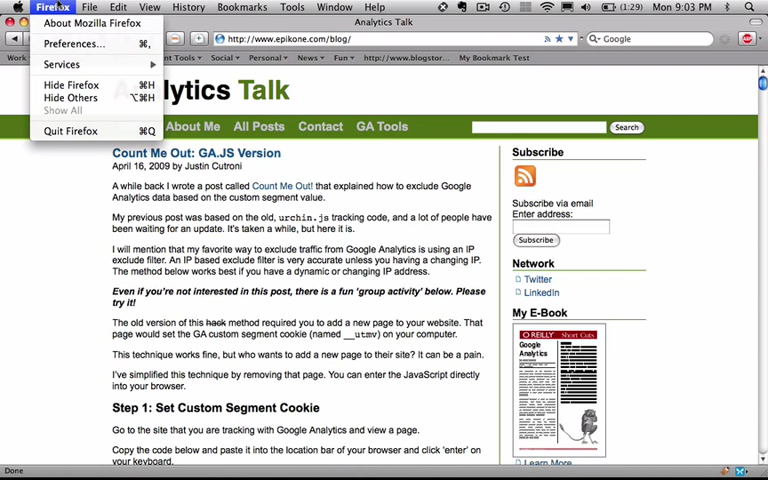 Firefox File Edit View History Bookmarks Tools Window Help (1:29) Mon 9:03 PM
Analytics Talk
About Mozilla Firefox
Preferences... ⌘,
Services
Hide Firefox ⌘H
Hide Others ⌥⌘H
Show All
Quit Firefox ⌘Q
http://www.epikone.com/blog/
Google
ABP
Tools Social Personal News Fun http://www.blogstor... My Bookmark Test
lytics Talk
About Me All Posts Contact GA Tools Search
Count Me Out: GA.JS Version
April 16, 2009 by Justin Cutroni
A while back I wrote a post called Count Me Out! that explained how to exclude Google
Analytics data based on the custom segment value.
My previous post was based on the old, urchin.js tracking code, and a lot of people have
been waiting for an update. It's taken a while, but here it is.
I will mention that my favorite way to exclude traffic from Google Analytics is using an IP
exclude filter. An IP based exclude filter is very accurate unless you having a changing IP.
The method below works best if you have a dynamic or changing IP address.
Even if you're not interested in this post, there is a fun 'group activity' below. Please
try it!
The old version of this hack method required you to add a new page to your website. That
page would set the GA custom segment cookie (named __utmv) on your computer.
This technique works fine, but who wants to add a new page to their site? It can be a pain.
I've simplified this technique by removing that page. You can enter the JavaScript directly
into your browser.
Step 1: Set Custom Segment Cookie
Go to the site that you are tracking with Google Analytics and view a page.
Copy the code below and paste it into the location bar of your browser and click 'enter' on
your keyboard.
Subscribe
Subscribe via email
Enter address:
Subscribe
Network
Twitter
LinkedIn
My E-Book
O'REILLY Short Cuts
Google
Analytics
Learn More
Done